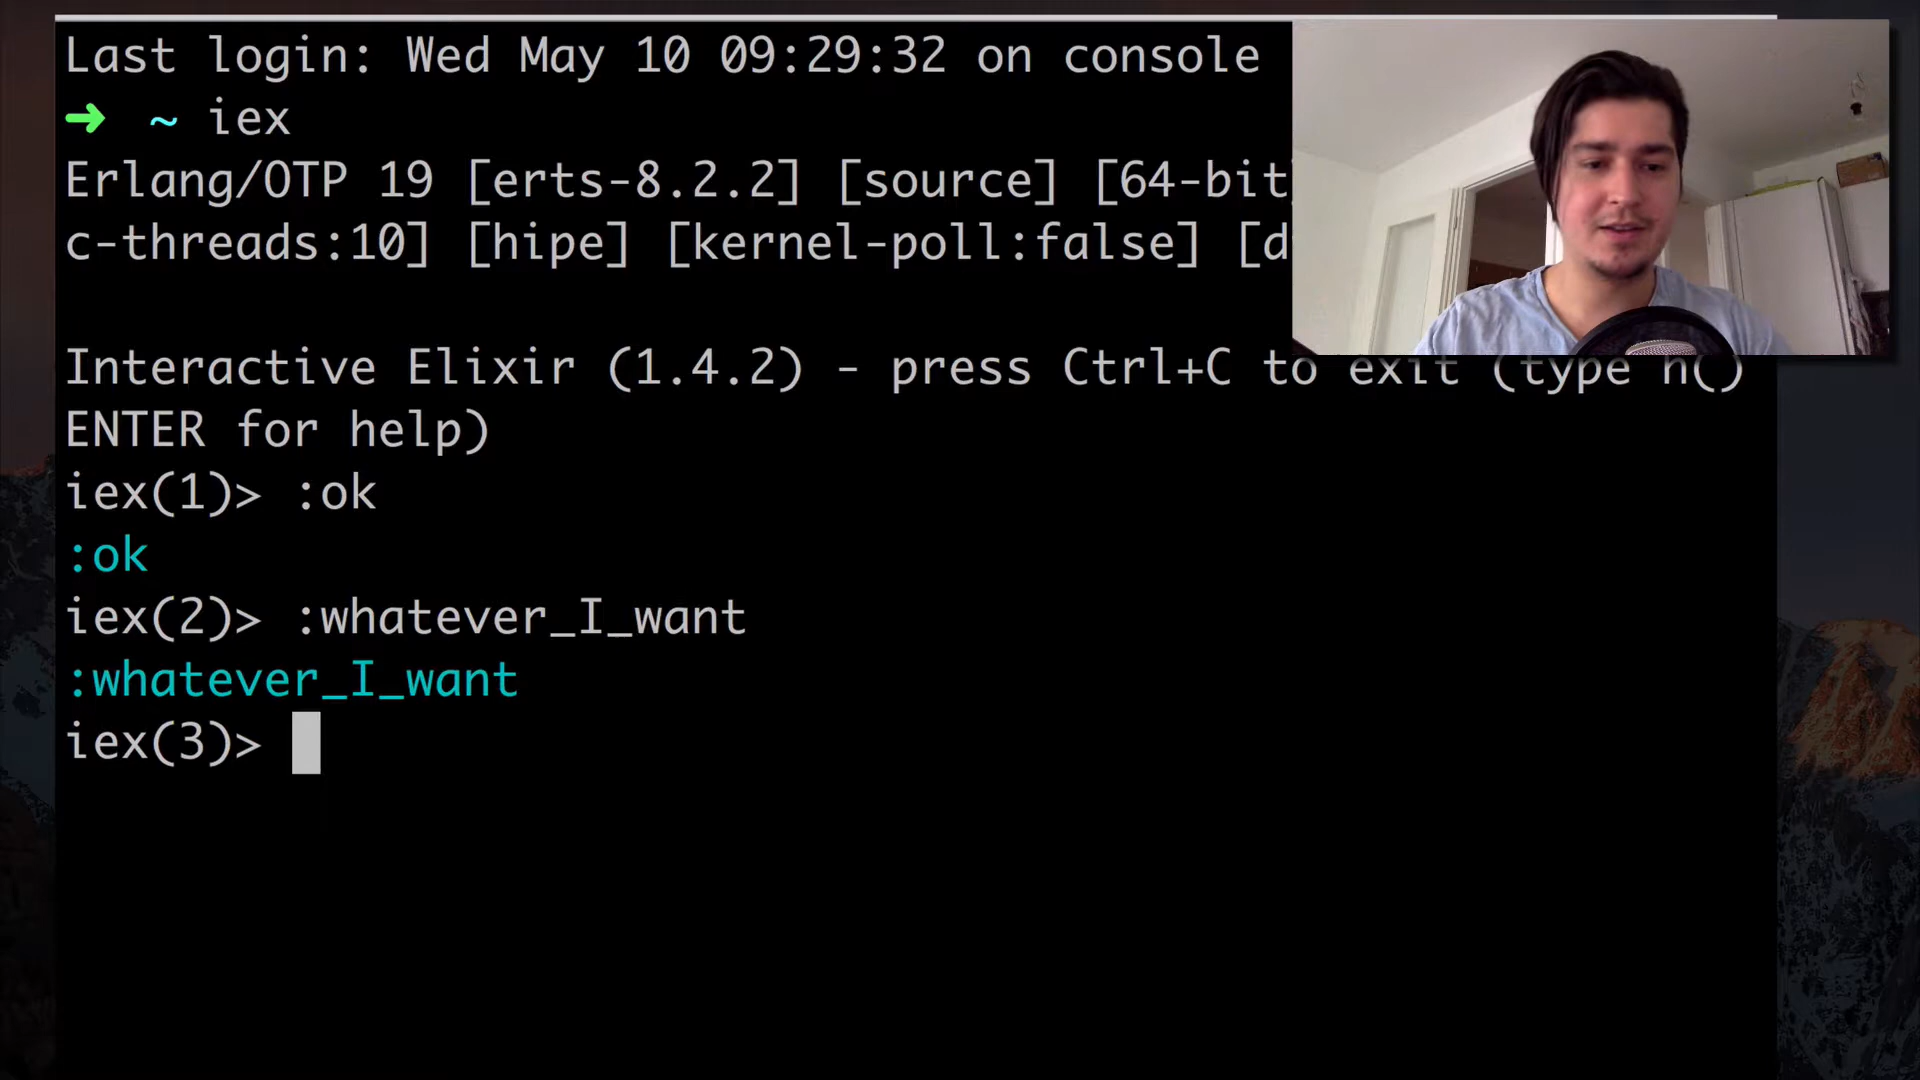 Last login: Wed May 10 09:29:32 on console
➜ ~ iex
Erlang/OTP 19 [erts-8.2.2] [source] [64-bit
c-threads:10] [hipe] [kernel-poll:false] [d
Interactive Elixir (1.4.2) - press Ctrl+C to exit (type h()
ENTER for help)
iex(1)> :ok
:ok
iex(2)> :whatever_I_want
:whatever_I_want
iex(3)>